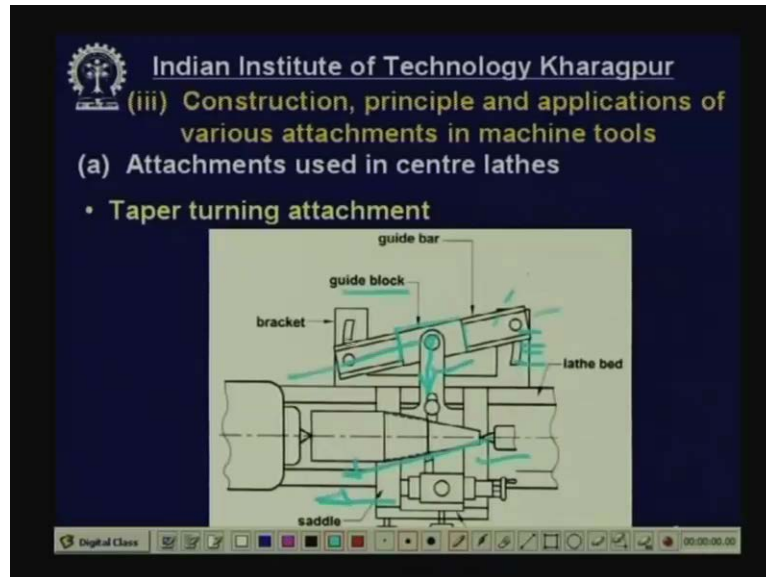 Indian Institute of Technology Kharagpur
(iii) Construction, principle and applications of
various attachments in machine tools
(a) Attachments used in centre lathes
• Taper turning attachment
guide bar
guide block
bracket
lathe bed
saddle
Digital Class
00:00:00.00